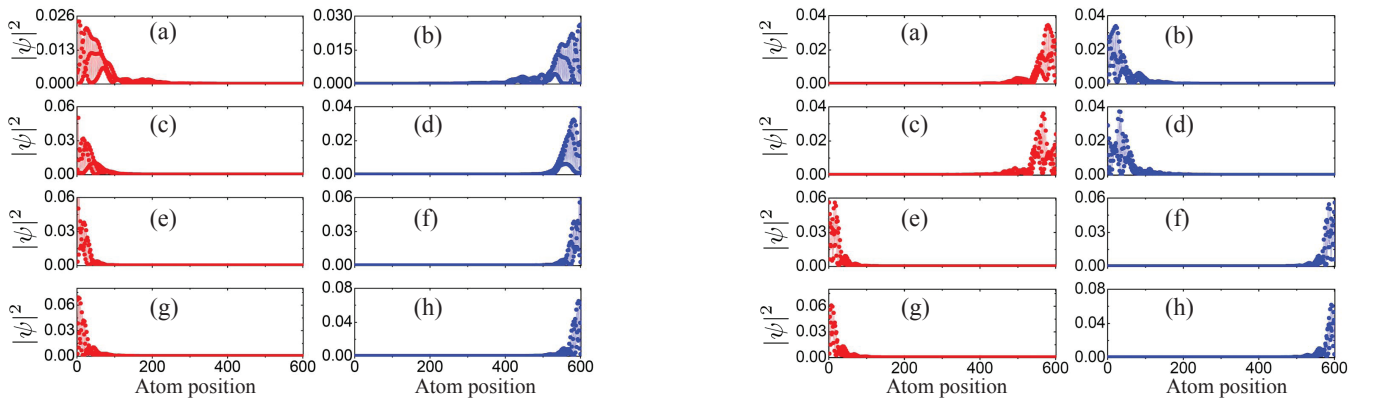 0.026 0.013 0.000 |ψ|² (a)
0.030 0.015 0.000 (b)
0.06 0.03 0.00 |ψ|² (c)
0.04 0.02 0.00 (d)
0.06 0.03 0.00 |ψ|² (e)
0.06 0.03 0.00 (f)
0.06 0.03 0.00 |ψ|² (g)
0.08 0.04 0.00 (h)
0 200 400 600
0 200 400 600
Atom position Atom position
0.04 0.02 0.00 |ψ|² (a)
0.04 0.02 0.00 (b)
0.04 0.02 0.00 |ψ|² (c)
0.04 0.02 0.00 (d)
0.06 0.03 0.00 |ψ|² (e)
0.06 0.03 0.00 (f)
0.06 0.03 0.00 |ψ|² (g)
0.08 0.04 0.00 (h)
0 200 400 600
0 200 400 600
Atom position Atom position